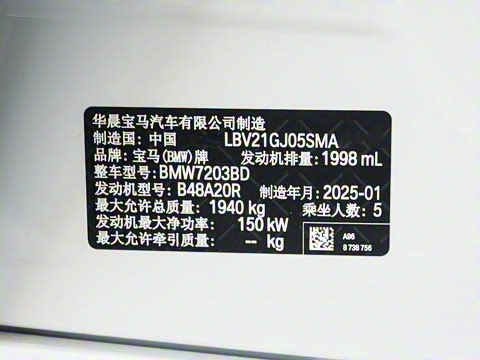 华晨宝马汽车有限公司制造
制造国：中国 LBV21GJ05SMA
品牌：宝马(BMW)牌 发动机排量：1998 mL
整车型号：BMW7203BD
发动机型号：B48A20R 制造年月：2025-01
最大允许总质量：1940 kg 乘坐人数：5
发动机最大净功率：150 kW
最大允许牵引质量：-- kg
A96
8 738 756